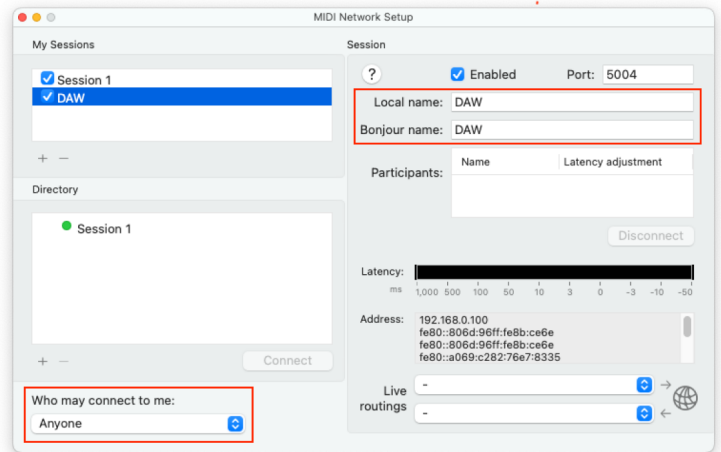 MIDI Network Setup
My Sessions
Session 1
DAW
+ −
Directory
Session 1
+ −
Connect
Who may connect to me:
Anyone
Session
?
Enabled
Port: 5004
Local name: DAW
Bonjour name: DAW
Participants:
Name Latency adjustment
Disconnect
Latency:
ms 1,000 500 100 50 10 3 0 -3 -10 -50
Address: 192.168.0.100
fe80::806d:96ff:fe8b:ce6e
fe80::806d:96ff:fe8b:ce6e
fe80::a069:c282:76e7:8335
Live routings
-
→
-
←